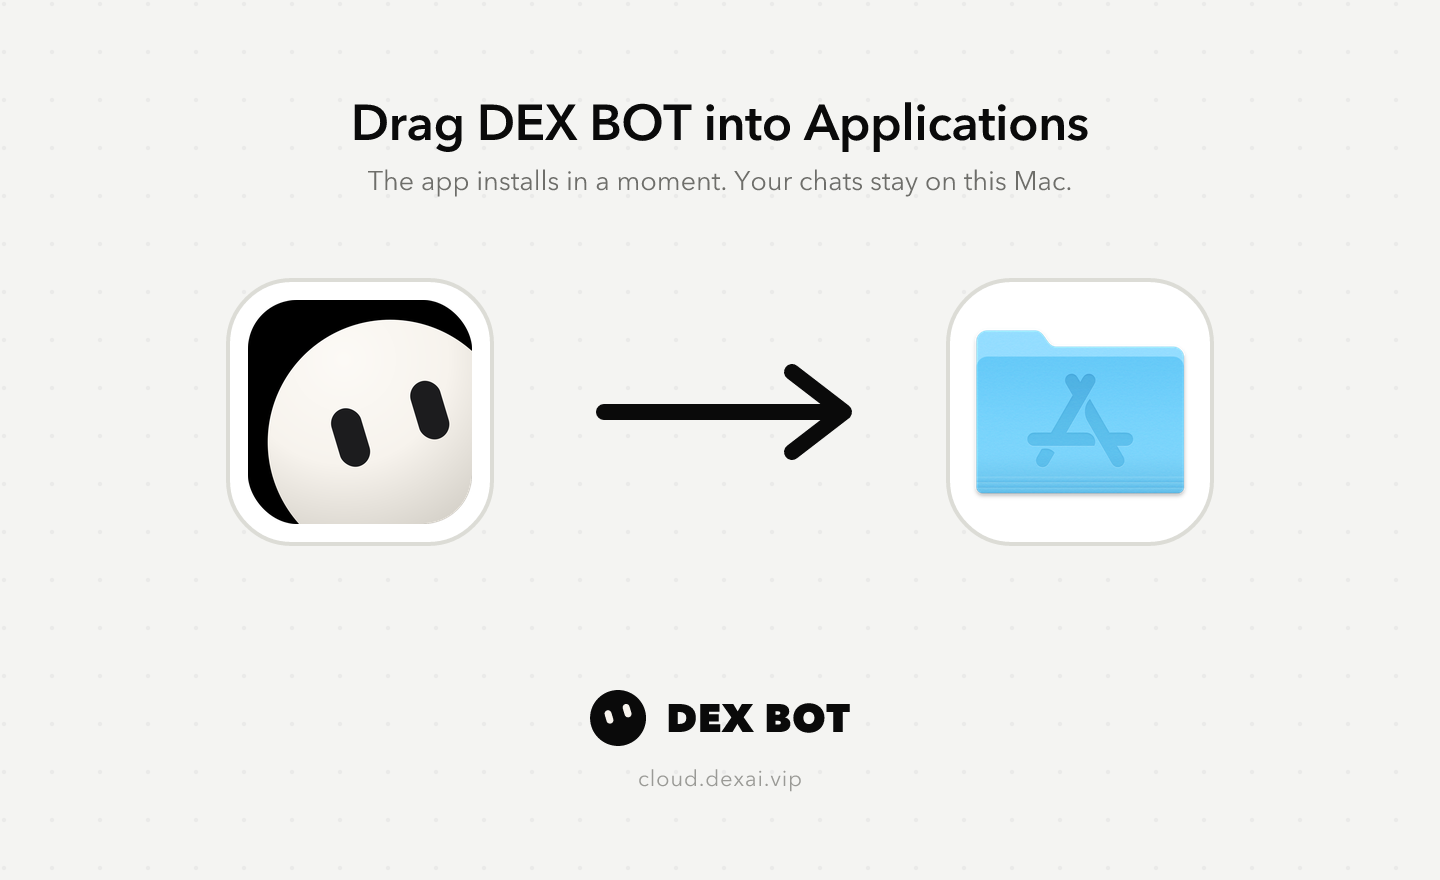 Drag DEX BOT into Applications
The app installs in a moment. Your chats stay on this Mac.
DEX BOT
cloud.dexai.vip